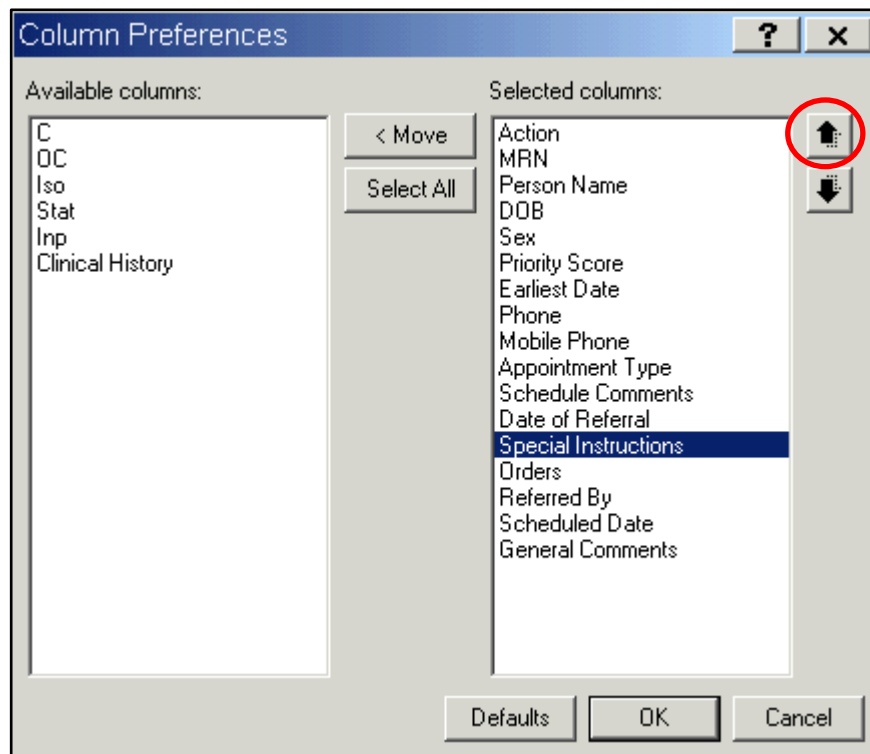 Column Preferences
?
Available columns:
C
OC
Iso
Stat
Inp
Clinical History
< Move
Select All
Selected columns:
Action
MRN
Person Name
DOB
Sex
Priority Score
Earliest Date
Phone
Mobile Phone
Appointment Type
Schedule Comments
Date of Referral
Special Instructions
Orders
Referred By
Scheduled Date
General Comments
Defaults
OK
Cancel